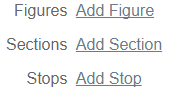 Figures Add Figure
Sections Add Section
Stops Add Stop